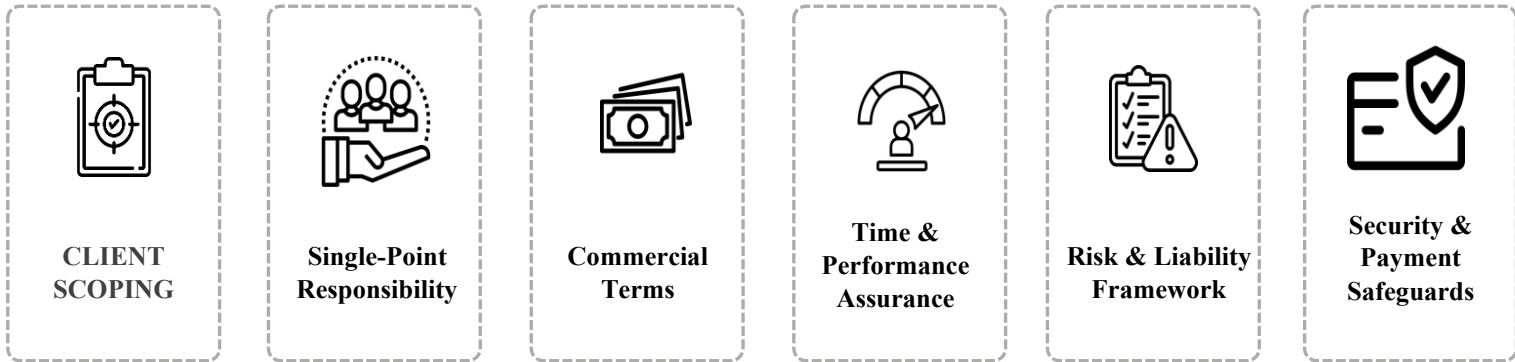 CLIENT
SCOPING
Single-Point
Responsibility
Commercial
Terms
Time &
Performance
Assurance
Risk & Liability
Framework
Security &
Payment
Safeguards